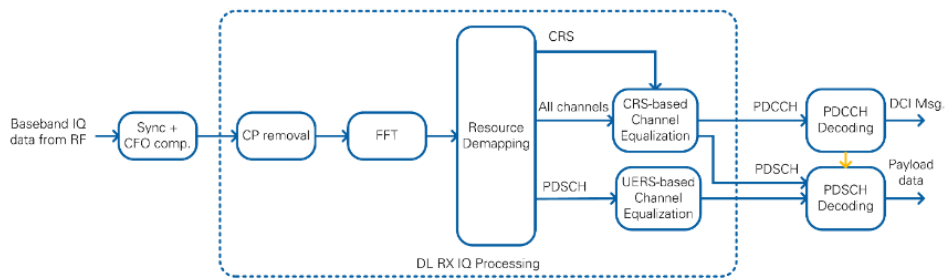 Baseband IQ
data from RF
Sync +
CFO comp.
CP removal
FFT
Resource
Demapping
CRS
All channels
PDSCH
CRS-based
Channel
Equalization
UERS-based
Channel
Equalization
PDCCH
PDSCH
PDCCH
Decoding
PDSCH
Decoding
DCI Msg.
Payload
data
DL RX IQ Processing